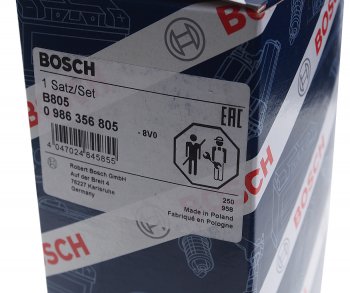 BOSCH
1 Satz/Set
B805
0 986 356 805 - 8V0
EAC
4 047024 845855
Robert Bosch GmbH
Auf der Breit 4
76227 Karlsruhe
Germany
250
958
Made in Poland
Fabriqué en Pologne
BOSCH
BOSCH